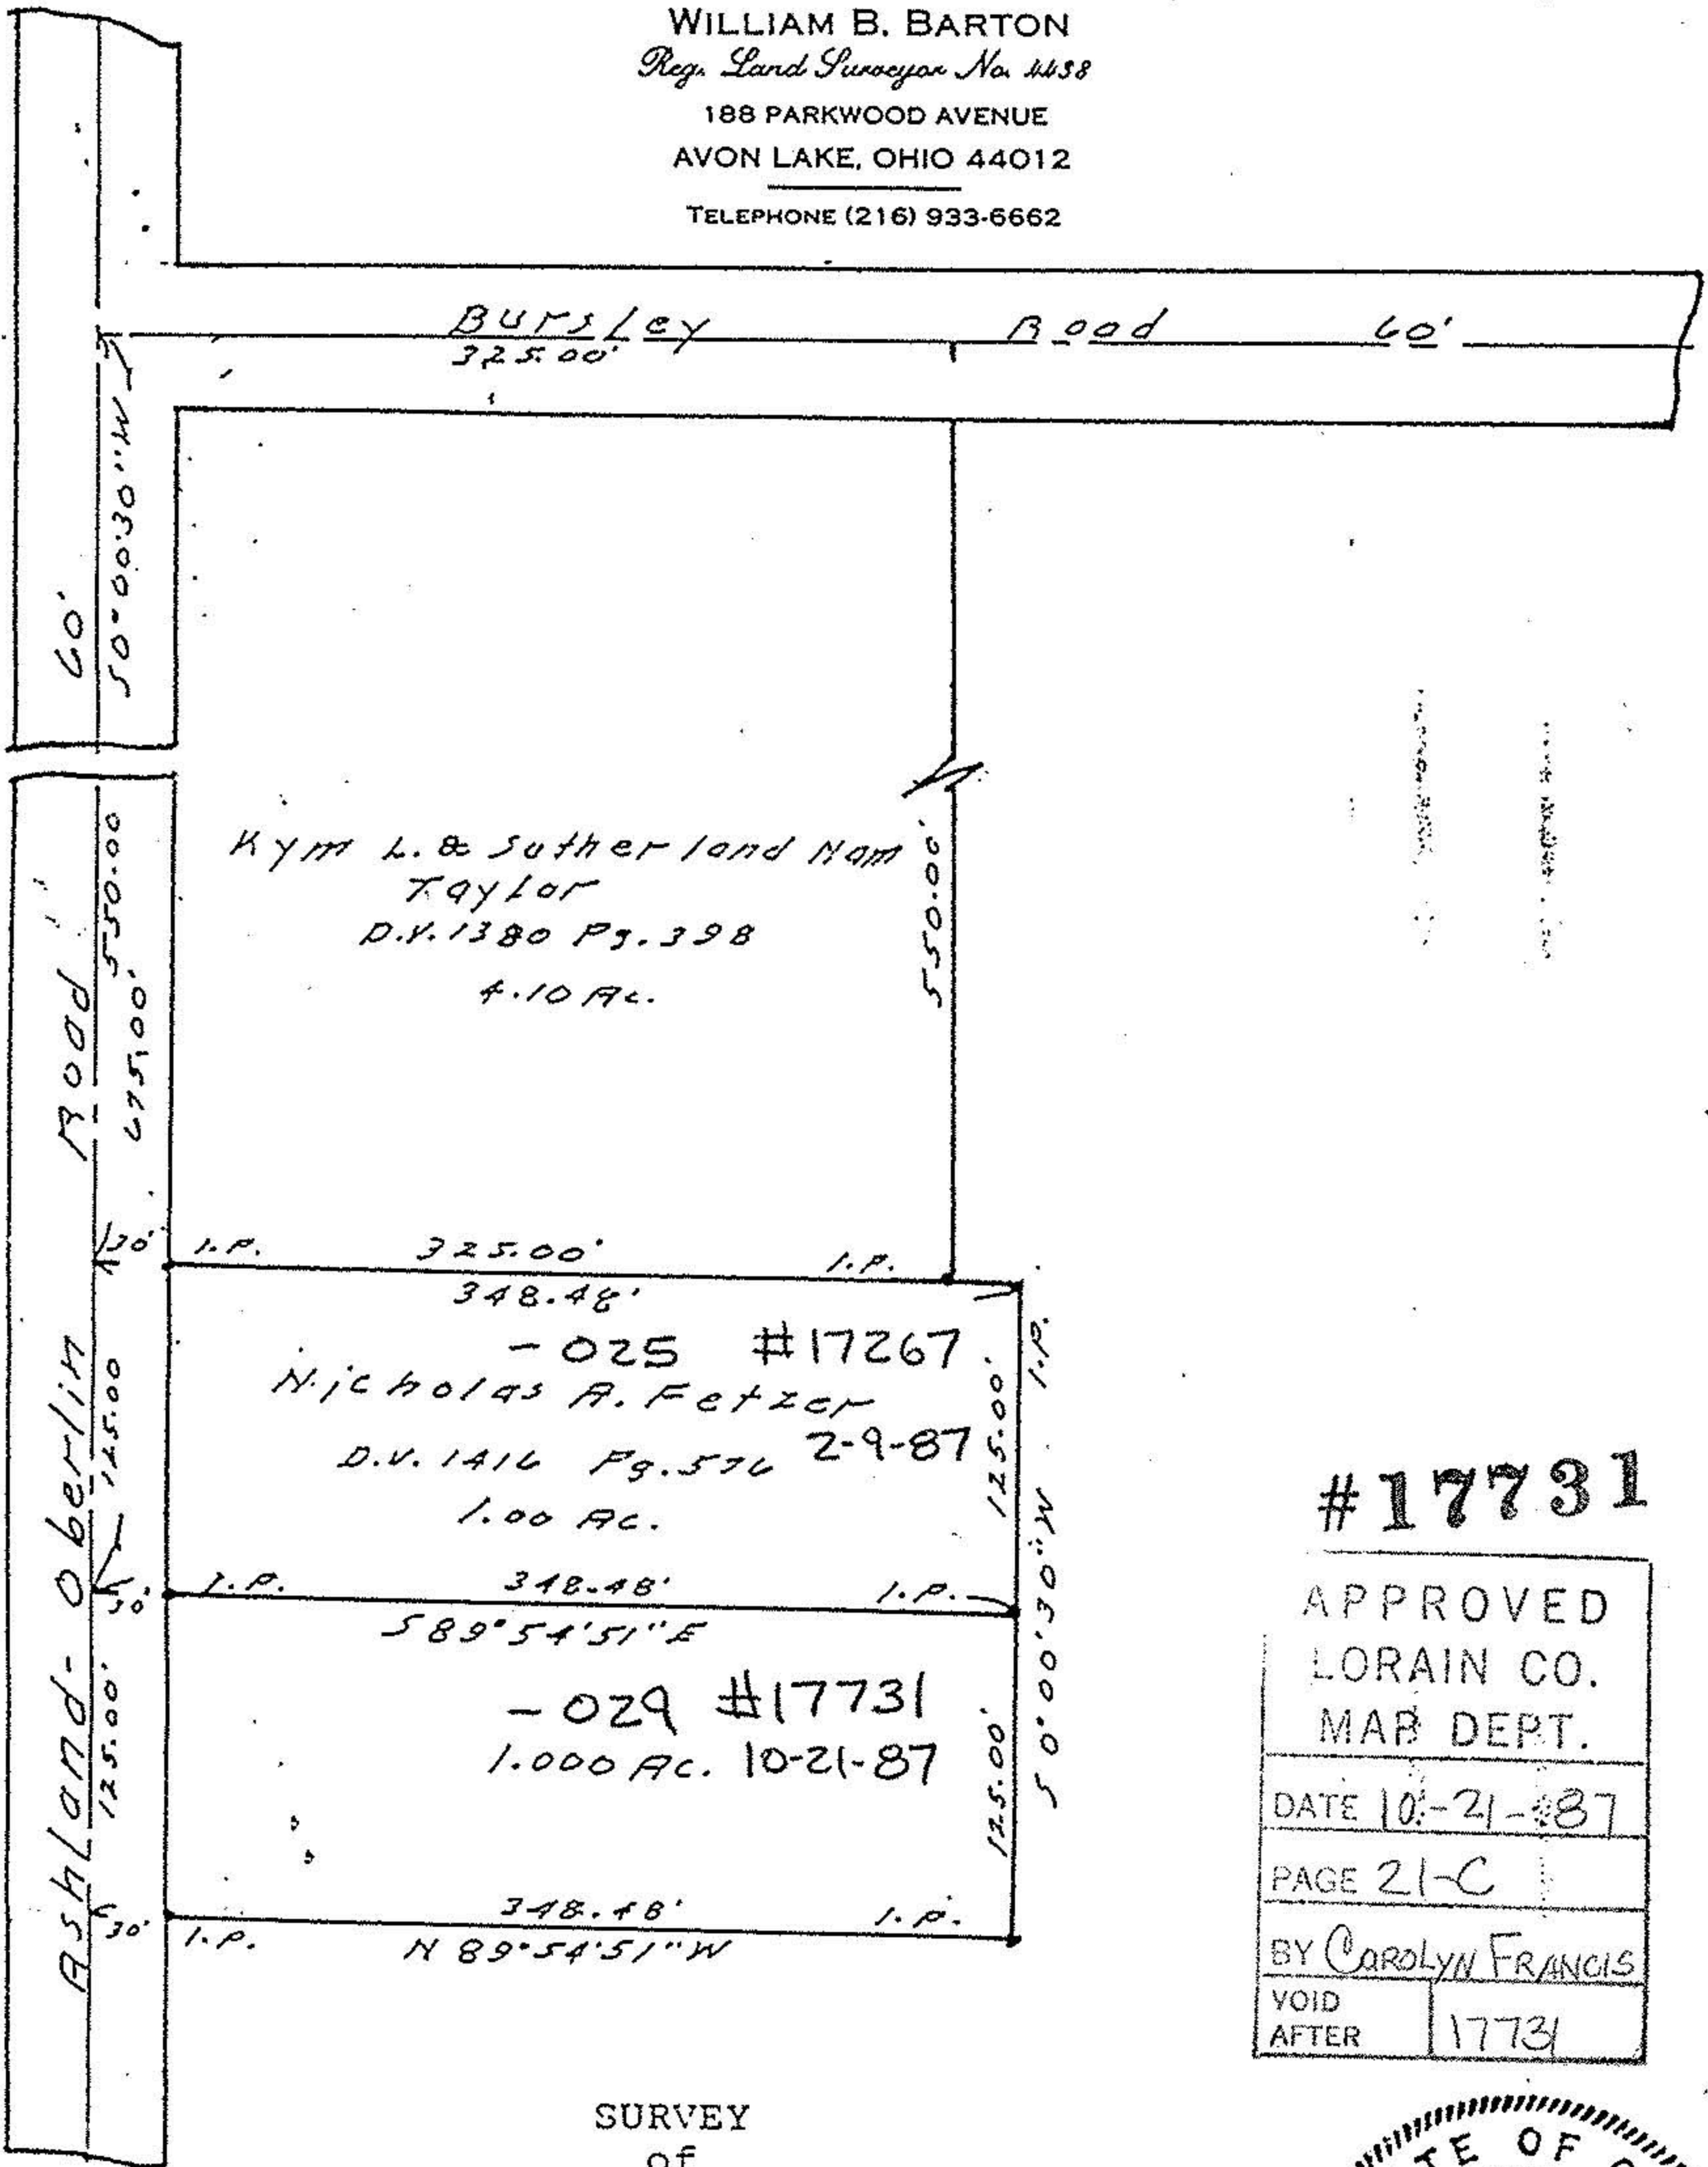 WILLIAM B. BARTON
Reg. Land Surveyor No. 4438
188 PARKWOOD AVENUE
AVON LAKE, OHIO 44012
TELEPHONE (216) 933-6662
Bursley Road 60'
325.00'
S0°00'30"W
60'
Ashland-Oberlin Road
550.00
675.00'
Kym L. & Sutherland Nam
Taylor
D.V. 1380 Pg. 398
4.10 Ac.
550.00'
30' I.P. 325.00' I.P.
348.48'
-025 #17267
Nicholas A. Fetzer
D.V. 1416 Pg. 576 2-9-87
1.00 Ac.
125.00
125.00'
I.P.
S0°00'30"W
30' I.P. 348.48' I.P.
S89°54'51"E
-029 #17731
1.000 Ac. 10-21-87
125.00'
125.00'
30' I.P. 348.48' I.P.
N 89°54'51"W
#17731
APPROVED
LORAIN CO.
MAP DEPT.
DATE 10-21-87
PAGE 21-C
BY CAROLYN FRANCIS
VOID
AFTER 17731
SURVEY
of
TE OF